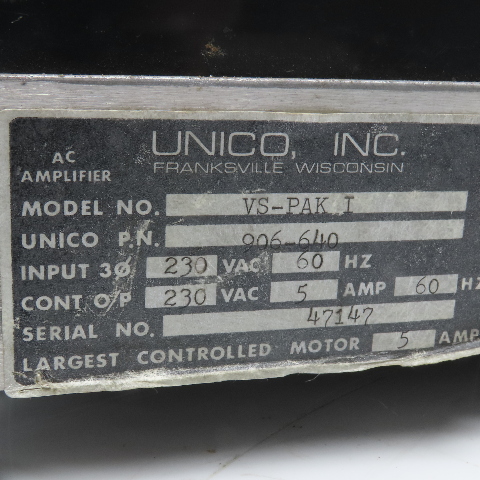 UNICO, INC.
FRANKSVILLE WISCONSIN
AC
AMPLIFIER
MODEL NO. VS-PAK I
UNICO P.N. 906-640
INPUT 3Ø 230 VAC 60 HZ
CONT O/P 230 VAC 5 AMP 60 HZ
SERIAL NO. 47147
LARGEST CONTROLLED MOTOR 5 AMP